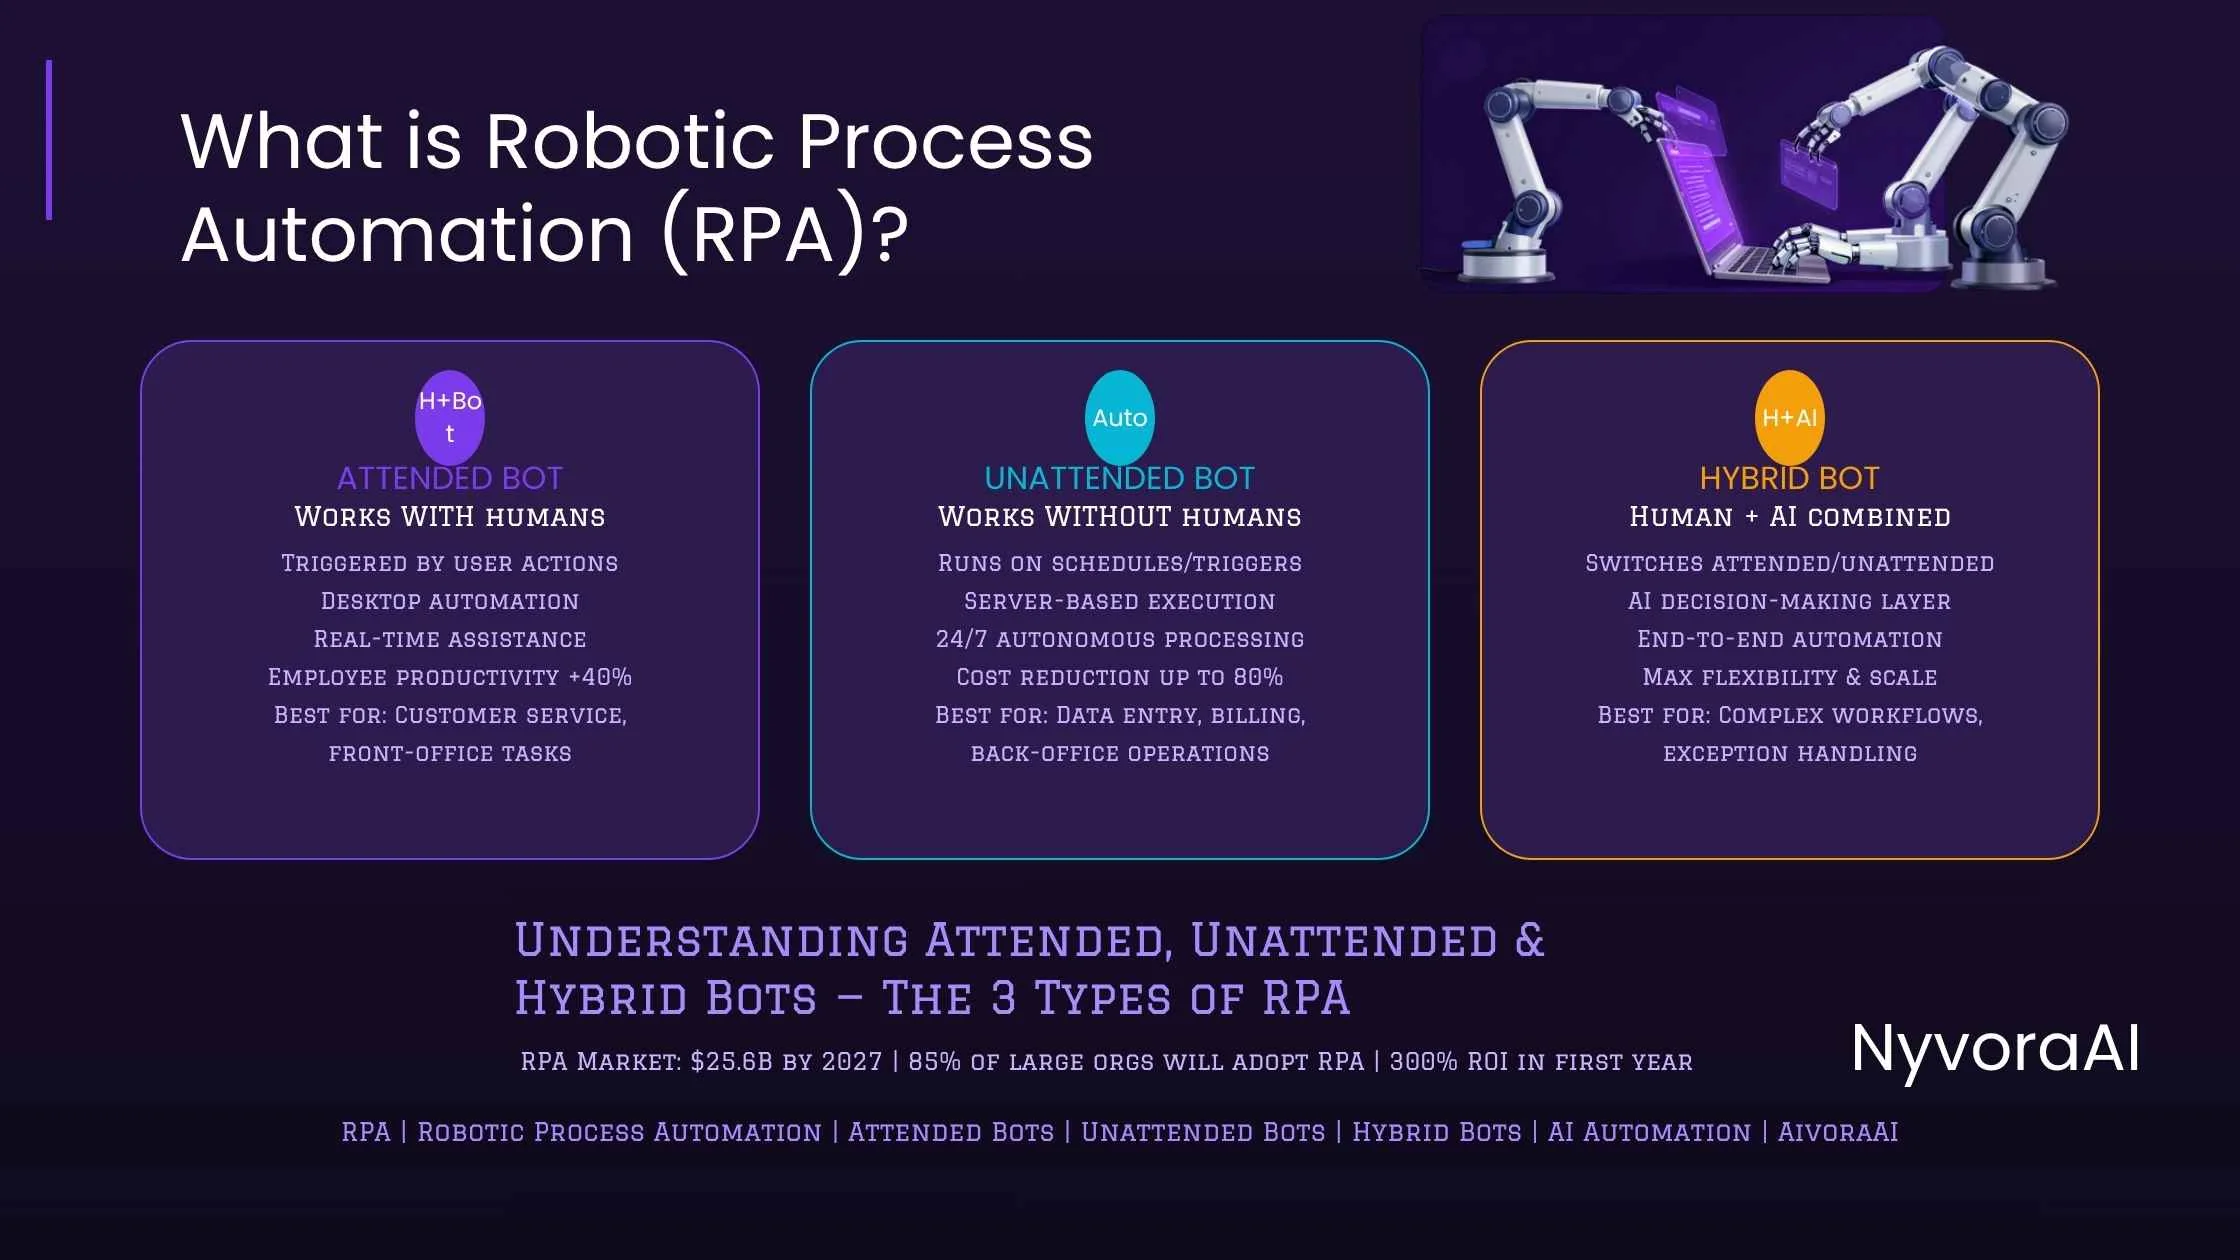 What is Robotic Process
Automation (RPA)?
H+Bo
t
ATTENDED BOT
Works WITH humans
Triggered by user actions
Desktop automation
Real-time assistance
Employee productivity +40%
Best for: Customer service,
front-office tasks
Auto
UNATTENDED BOT
Works WITHOUT humans
Runs on schedules/triggers
Server-based execution
24/7 autonomous processing
Cost reduction up to 80%
Best for: Data entry, billing,
back-office operations
H+AI
HYBRID BOT
Human + AI combined
Switches attended/unattended
AI decision-making layer
End-to-end automation
Max flexibility & scale
Best for: Complex workflows,
exception handling
Understanding Attended, Unattended &
Hybrid Bots – The 3 Types of RPA
RPA Market: $25.6B by 2027 | 85% of large orgs will adopt RPA | 300% ROI in first year
NyvoraAI
RPA | Robotic Process Automation | Attended Bots | Unattended Bots | Hybrid Bots | AI Automation | AivoraAI